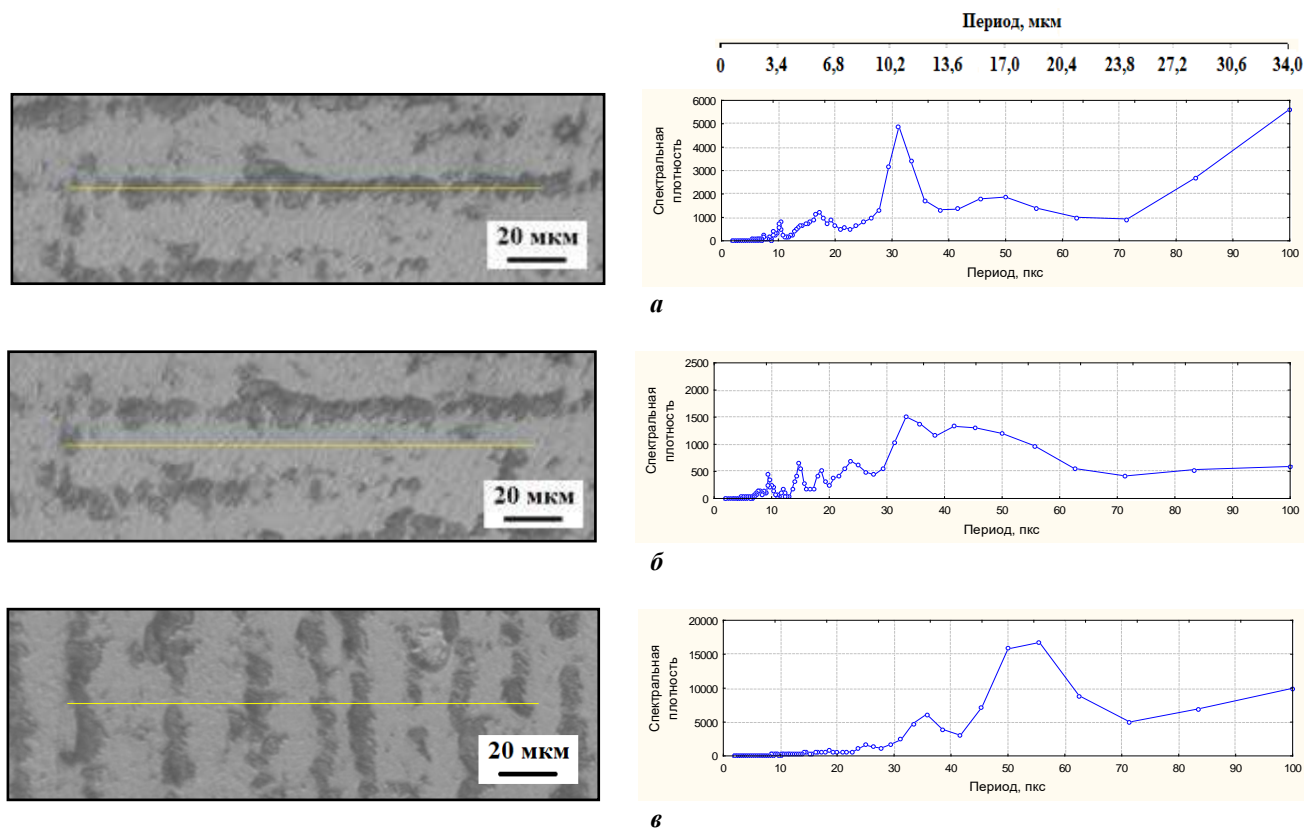 Период, мкм
0 3,4 6,8 10,2 13,6 17,0 20,4 23,8 27,2 30,6 34,0
20 мкм
6000
5000
4000
3000
2000
1000
0
Спектральная
плотность
0 10 20 30 40 50 60 70 80 90 100
Период, пкс
а
20 мкм
2500
2000
1500
1000
500
0
Спектральная
плотность
0 10 20 30 40 50 60 70 80 90 100
Период, пкс
б
20 мкм
20000
15000
10000
5000
0
Спектральная
плотность
0 10 20 30 40 50 60 70 80 90 100
Период, пкс
в